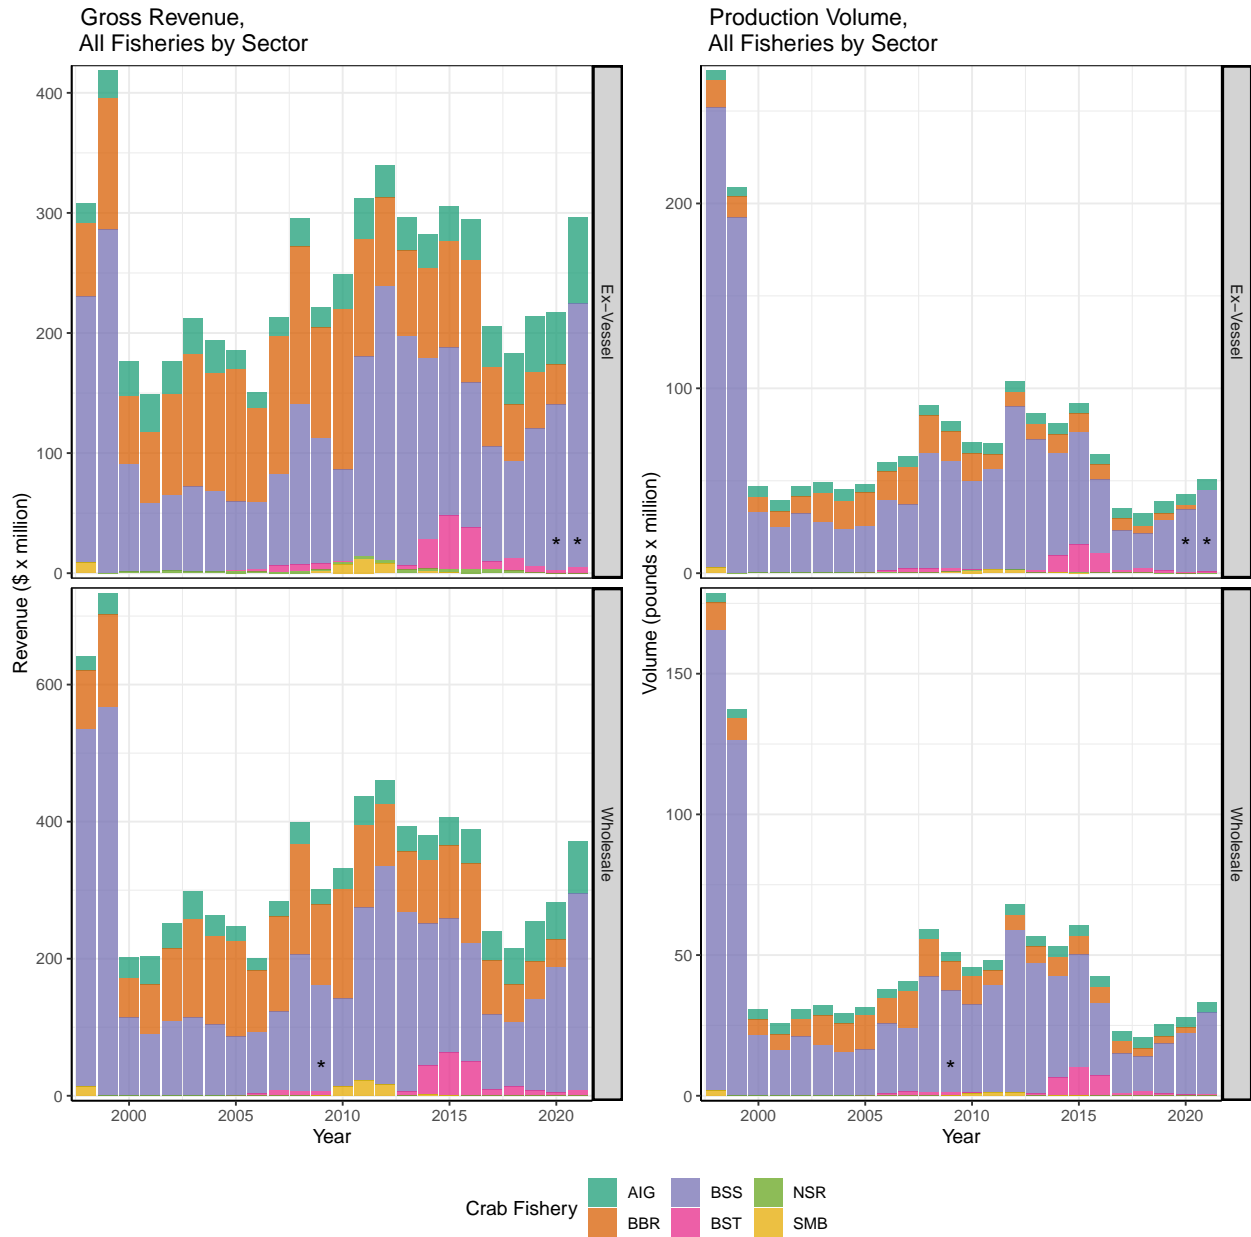 Gross Revenue,
All Fisheries by Sector
Production Volume,
All Fisheries by Sector
Revenue ($ x million)
400
300
200
100
0
* *
Ex−Vessel
600
400
200
0
*
Wholesale
2000 2005 2010 2015 2020
Year
Volume (pounds x million)
200
100
0
* *
Ex−Vessel
150
100
50
0
*
Wholesale
2000 2005 2010 2015 2020
Year
Crab Fishery
AIG BSS NSR
BBR BST SMB